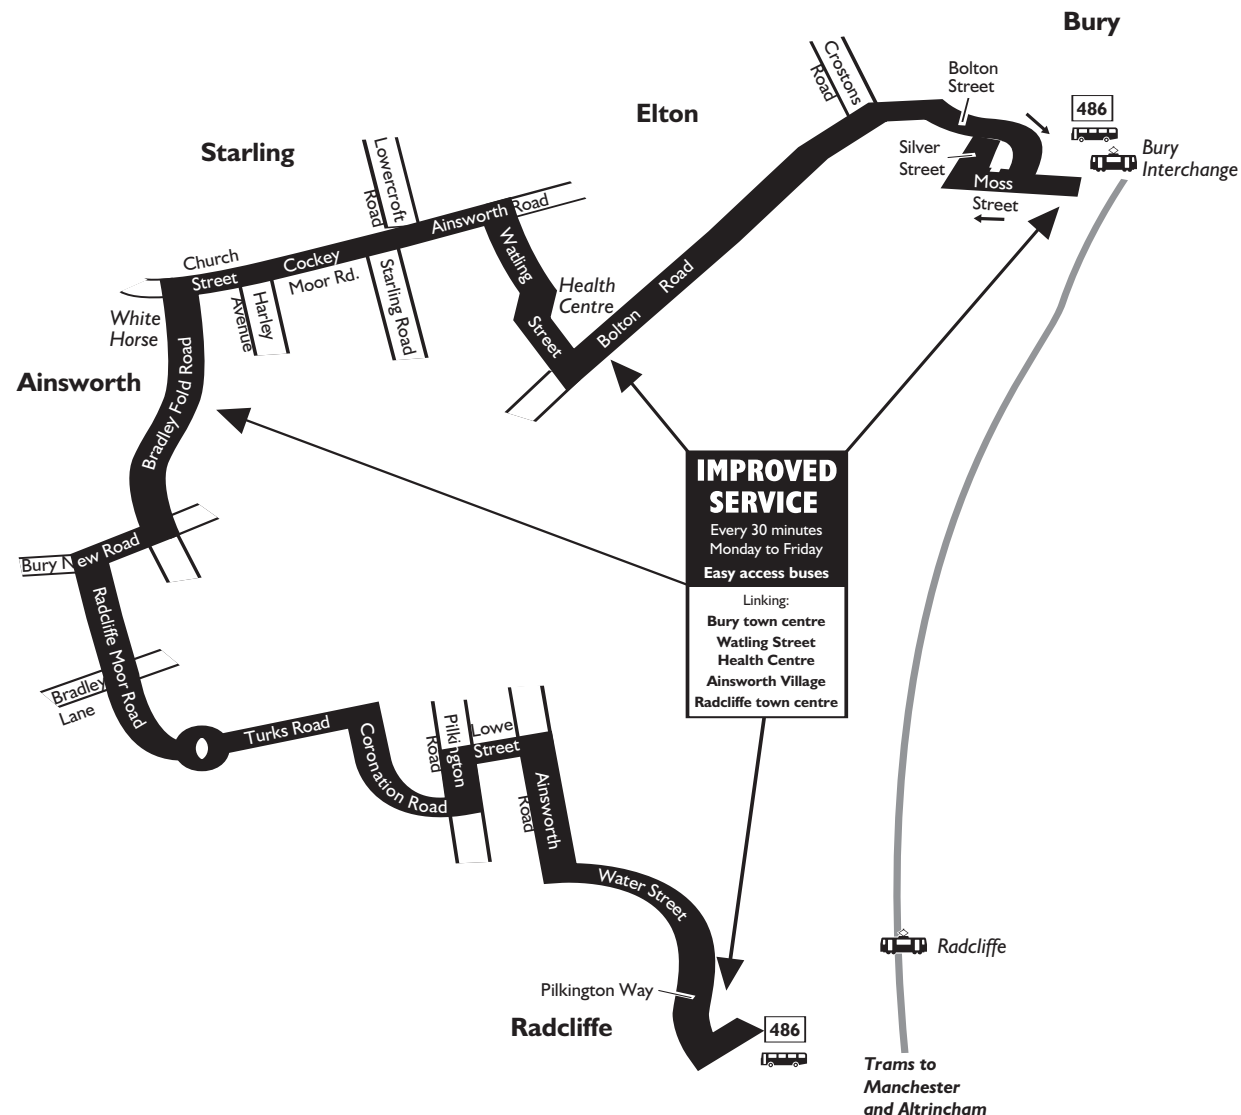 Bury
Bolton
Street
486
Crostons
Road
Elton
Silver
Street
Bury
Interchange
Moss
Street
Starling
Lowercroft
Road
Ainsworth Road
Church
Street
Cockey
Moor Rd.
Watling
Street
Health
Centre
Bolton Road
White
Horse
Harley
Avenue
Starling Road
Ainsworth
Bradley Fold Road
Bury New Road
Radcliffe Moor Road
Bradley
Lane
IMPROVED
SERVICE
Every 30 minutes
Monday to Friday
Easy access buses
Linking:
Bury town centre
Watling Street
Health Centre
Ainsworth Village
Radcliffe town centre
Turks Road
Coronation Road
Pilkington
Road
Lowe
Street
Ainsworth
Road
Water Street
Radcliffe
Pilkington Way
Radcliffe
486
Trams to
Manchester
and Altrincham